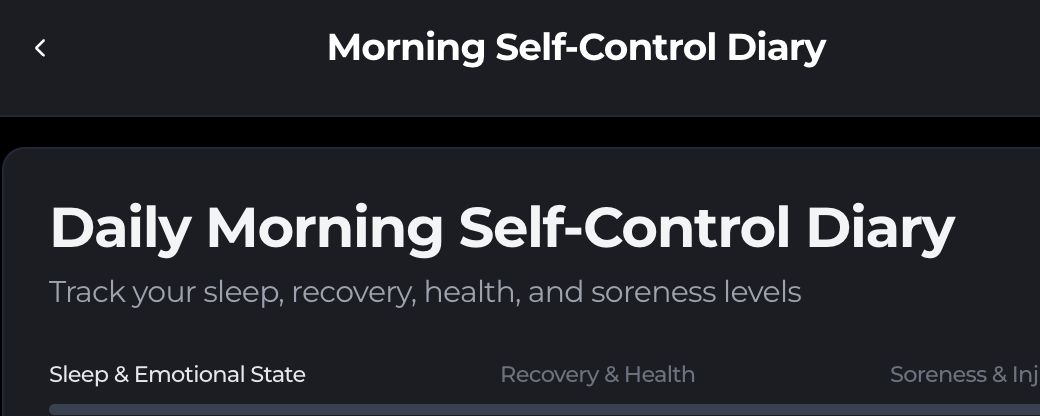 Morning Self-Control Diary
Daily Morning Self-Control Diary
Track your sleep, recovery, health, and soreness levels
Sleep & Emotional State Recovery & Health Soreness &